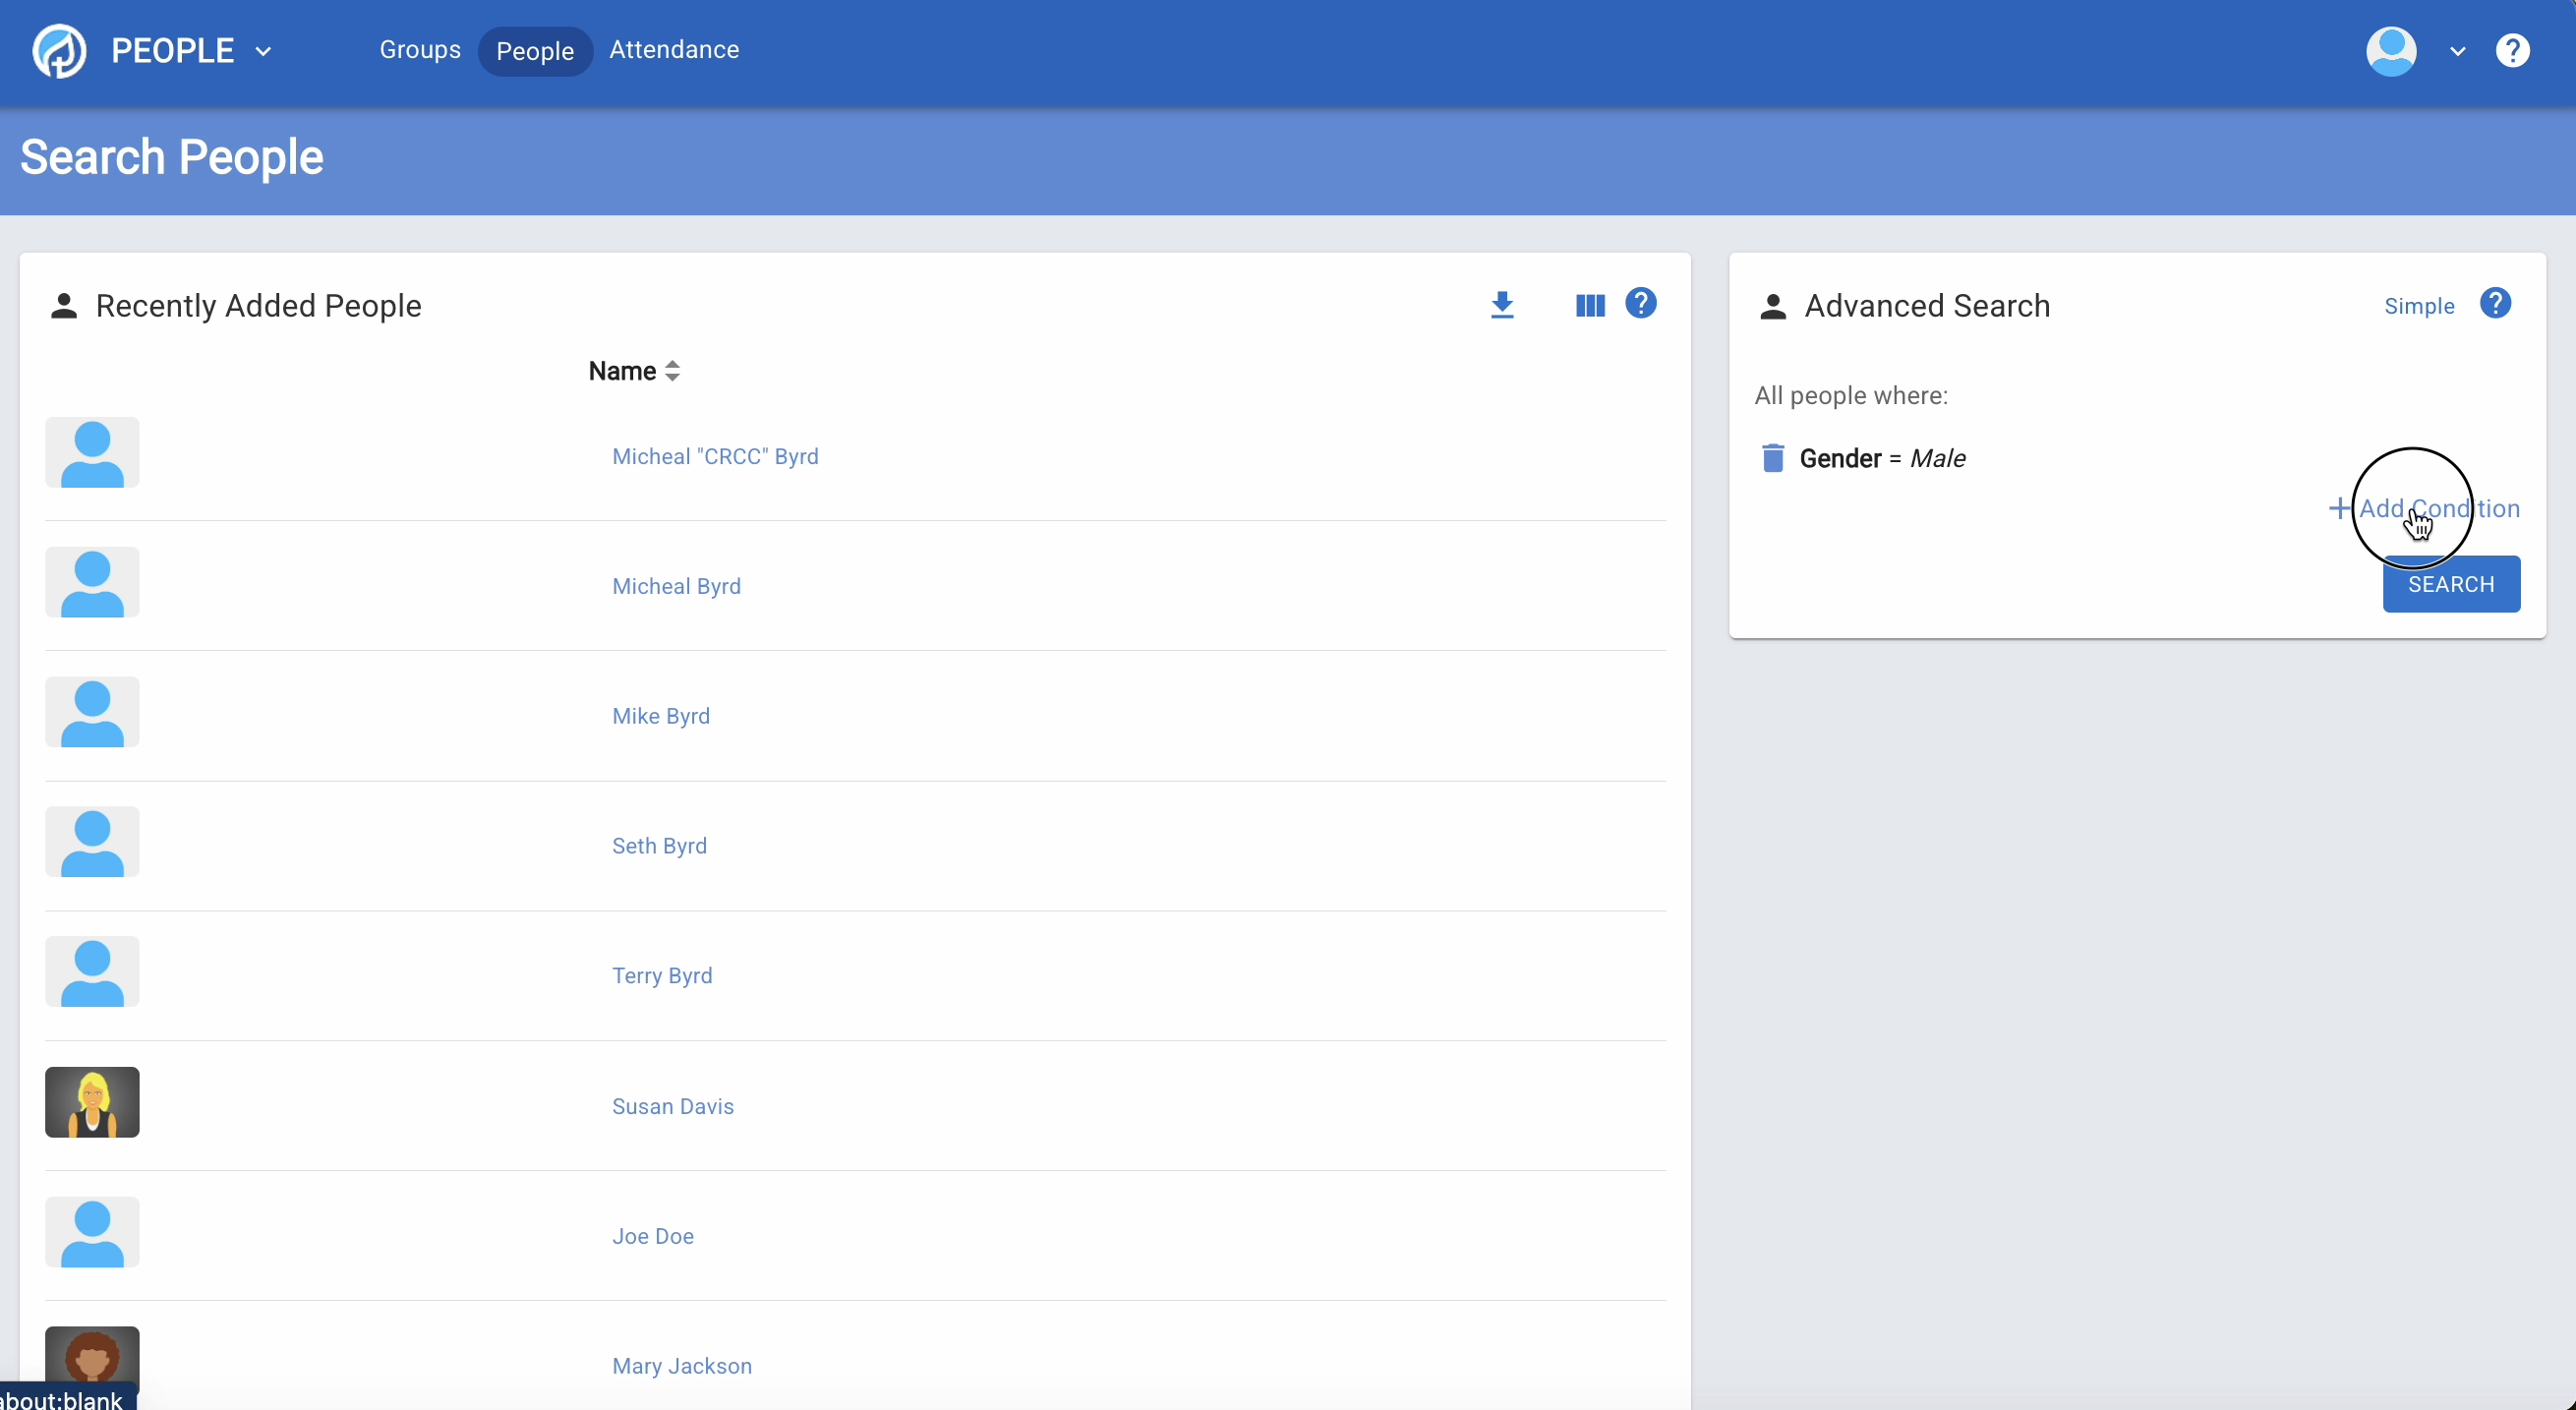 PEOPLE
Groups
People
Attendance
Search People
Recently Added People
Name
Micheal "CRCC" Byrd
Micheal Byrd
Mike Byrd
Seth Byrd
Terry Byrd
Susan Davis
Joe Doe
Mary Jackson
Advanced Search
Simple
All people where:
Gender = Male
Add Condition
SEARCH
about:blank